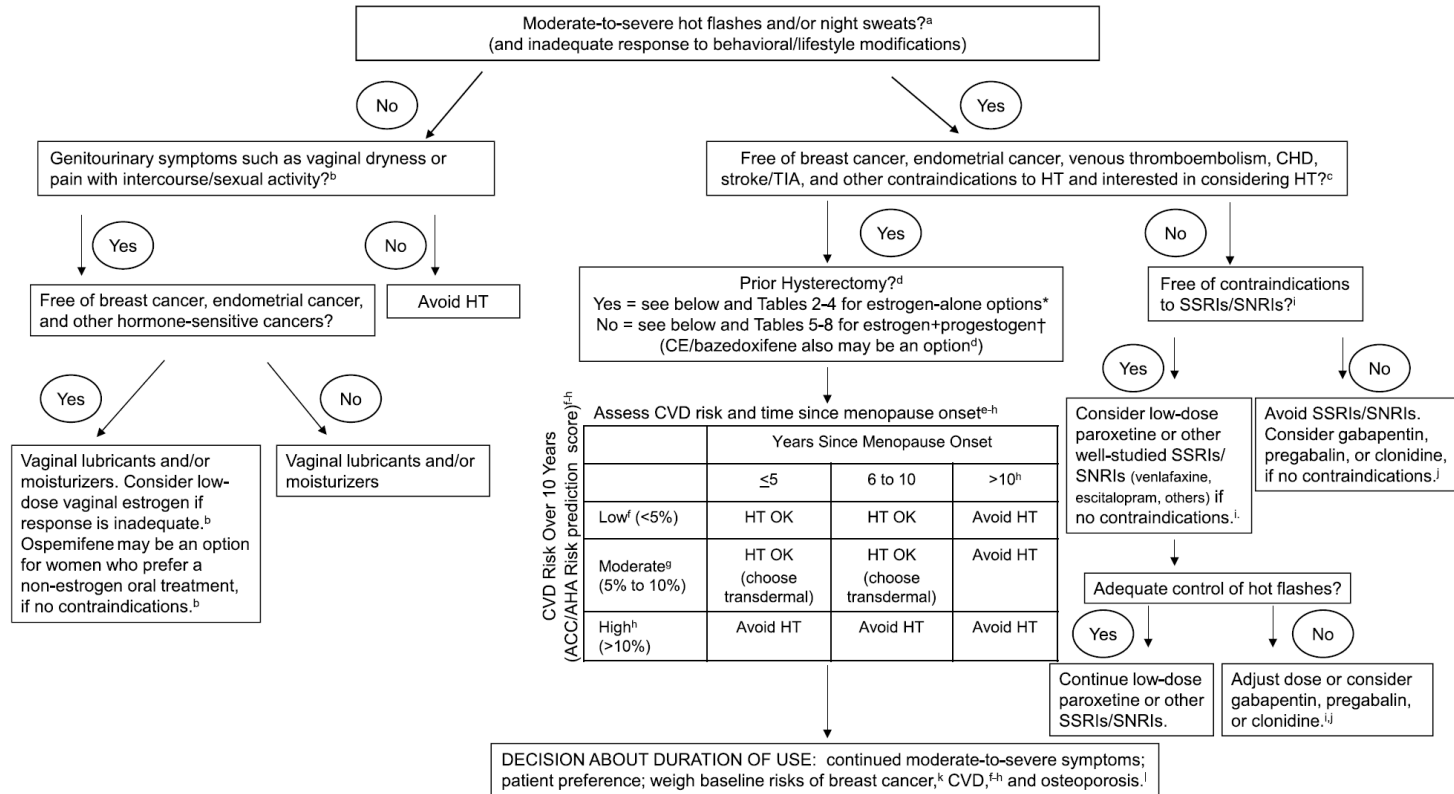 Moderate-to-severe hot flashes and/or night sweats?ᵃ
(and inadequate response to behavioral/lifestyle modifications)
No
Yes
Genitourinary symptoms such as vaginal dryness or
pain with intercourse/sexual activity?ᵇ
Free of breast cancer, endometrial cancer, venous thromboembolism, CHD,
stroke/TIA, and other contraindications to HT and interested in considering HT?ᶜ
Yes
No
Yes
No
Free of breast cancer, endometrial cancer,
and other hormone-sensitive cancers?
Avoid HT
Prior Hysterectomy?ᵈ
Yes = see below and Tables 2-4 for estrogen-alone options*
No = see below and Tables 5-8 for estrogen+progestogen†
(CE/bazedoxifene also may be an optionᵈ)
Free of contraindications
to SSRIs/SNRIs?ⁱ
Yes
No
Yes
No
Vaginal lubricants and/or
moisturizers. Consider low-
dose vaginal estrogen if
response is inadequate.ᵇ
Ospemifene may be an option
for women who prefer a
non-estrogen oral treatment,
if no contraindications.ᵇ
Vaginal lubricants and/or
moisturizers
Assess CVD risk and time since menopause onsetᵉ⁻ʰ
CVD Risk Over 10 Years
(ACC/AHA Risk prediction score)ᶠ⁻ʰ
Years Since Menopause Onset
≤5 6 to 10 >10ʰ
Lowᶠ (<5%) HT OK HT OK Avoid HT
Moderateᵍ
(5% to 10%)
HT OK
(choose
transdermal)
HT OK
(choose
transdermal)
Avoid HT
Highʰ
(>10%)
Avoid HT Avoid HT Avoid HT
Consider low-dose
paroxetine or other
well-studied SSRIs/
SNRIs (venlafaxine,
escitalopram, others) if
no contraindications.ⁱ·
Avoid SSRIs/SNRIs.
Consider gabapentin,
pregabalin, or clonidine,
if no contraindications.ʲ
Adequate control of hot flashes?
Yes
No
Continue low-dose
paroxetine or other
SSRIs/SNRIs.
Adjust dose or consider
gabapentin, pregabalin,
or clonidine.ⁱ,ʲ
DECISION ABOUT DURATION OF USE: continued moderate-to-severe symptoms;
patient preference; weigh baseline risks of breast cancer,ᵏ CVD,ᶠ⁻ʰ and osteoporosis.ˡ